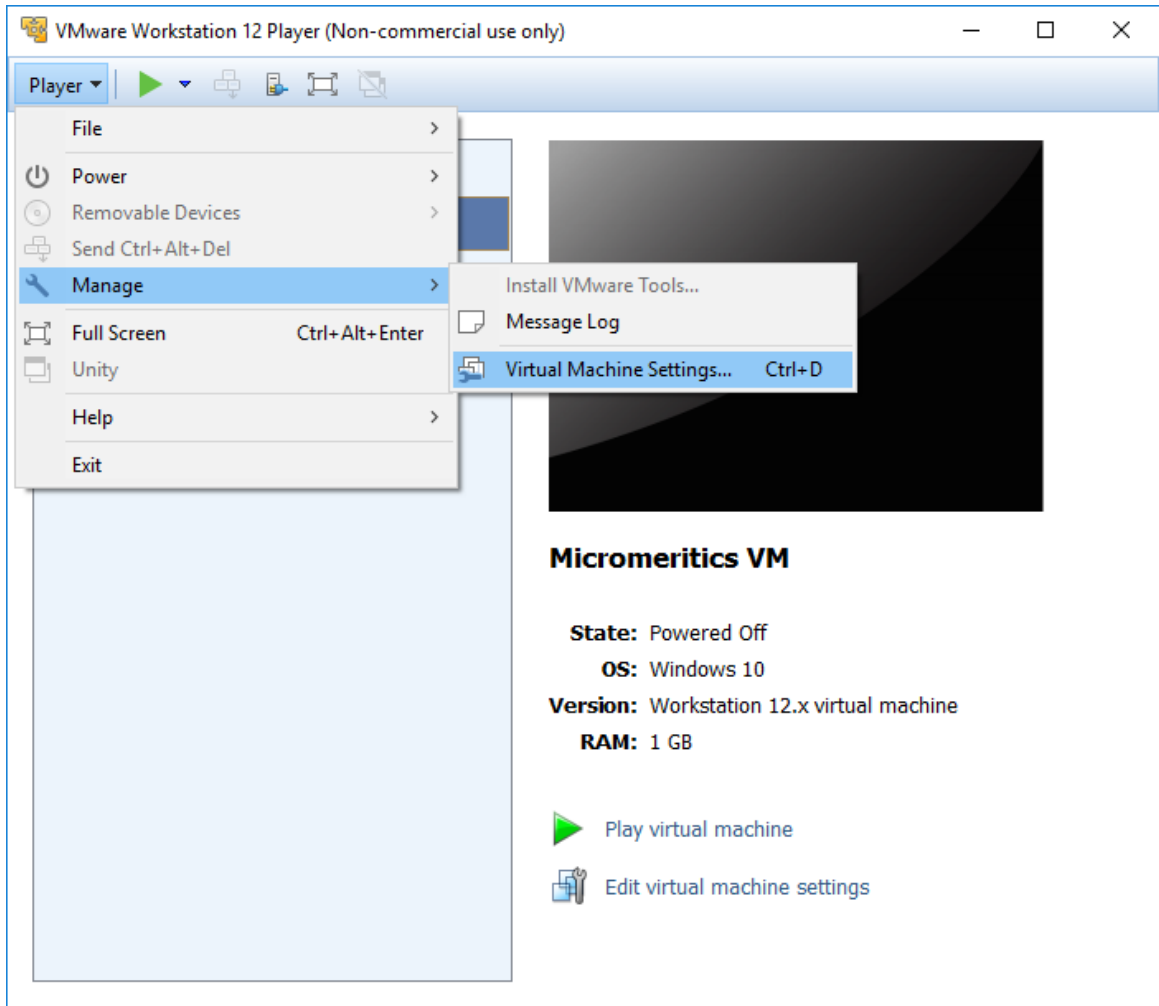 VMware Workstation 12 Player (Non-commercial use only)
Player
File
Power
Removable Devices
Send Ctrl+Alt+Del
Manage
Install VMware Tools...
Message Log
Full Screen Ctrl+Alt+Enter
Unity
Virtual Machine Settings... Ctrl+D
Help
Exit
Micromeritics VM
State: Powered Off
OS: Windows 10
Version: Workstation 12.x virtual machine
RAM: 1 GB
Play virtual machine
Edit virtual machine settings